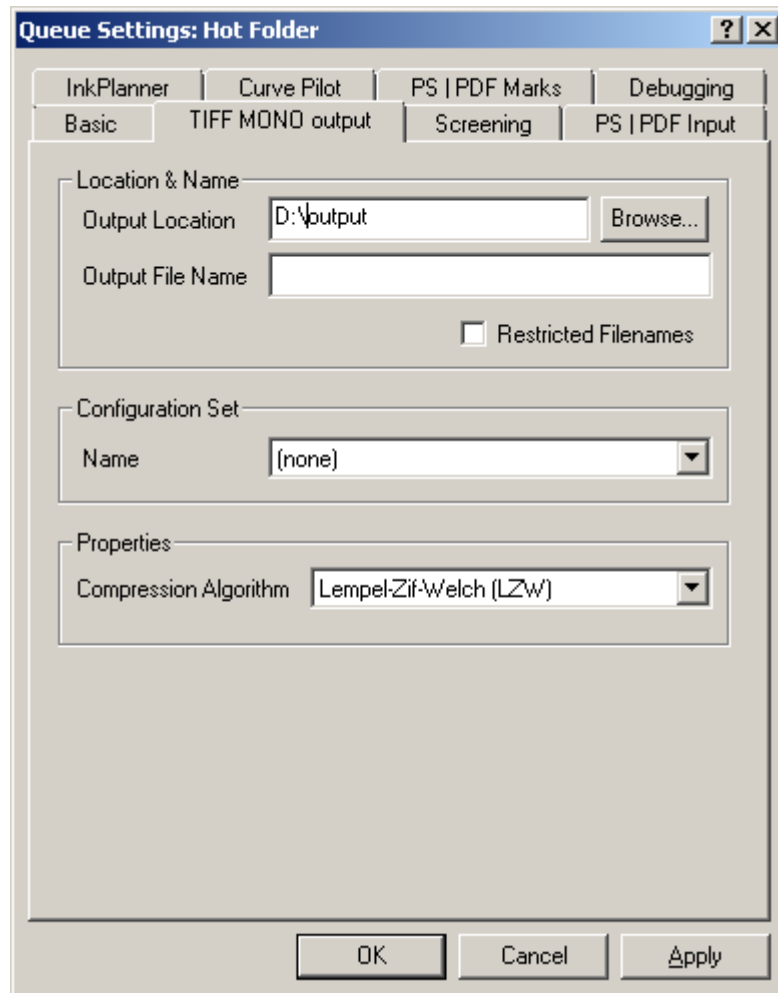 Queue Settings: Hot Folder
InkPlanner Curve Pilot PS | PDF Marks Debugging
Basic TIFF MONO output Screening PS | PDF Input
Location & Name
Output Location D:\output Browse...
Output File Name
Restricted Filenames
Configuration Set
Name (none)
Properties
Compression Algorithm Lempel-Zif-Welch (LZW)
OK Cancel Apply